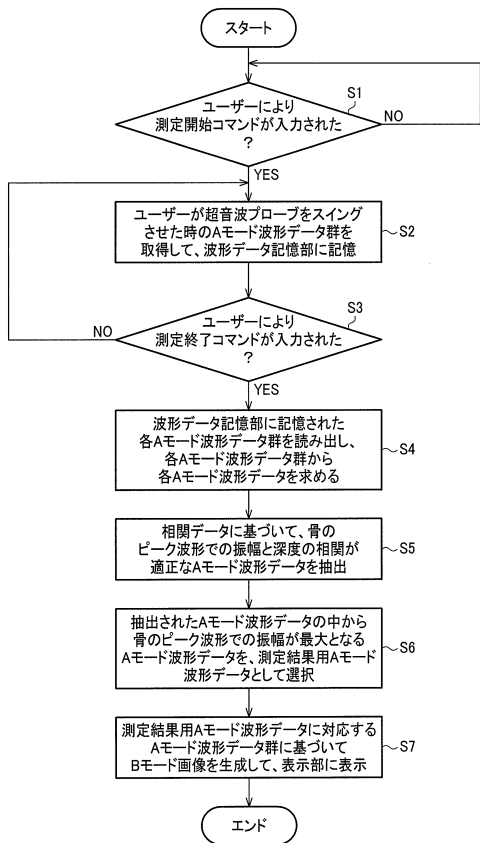 スタート
S1
ユーザーにより
測定開始コマンドが入力された
?
NO
YES
ユーザーが超音波プローブをスイング
させた時のAモード波形データ群を
取得して、波形データ記憶部に記憶
S2
S3
ユーザーにより
測定終了コマンドが入力された
?
NO
YES
波形データ記憶部に記憶された
各Aモード波形データ群を読み出し、
各Aモード波形データ群から
各Aモード波形データを求める
S4
相関データに基づいて、骨の
ピーク波形での振幅と深度の相関が
適正なAモード波形データを抽出
S5
抽出されたAモード波形データの中から
骨のピーク波形での振幅が最大となる
Aモード波形データを、測定結果用Aモード
波形データとして選択
S6
測定結果用Aモード波形データに対応する
Aモード波形データ群に基づいて
Bモード画像を生成して、表示部に表示
S7
エンド